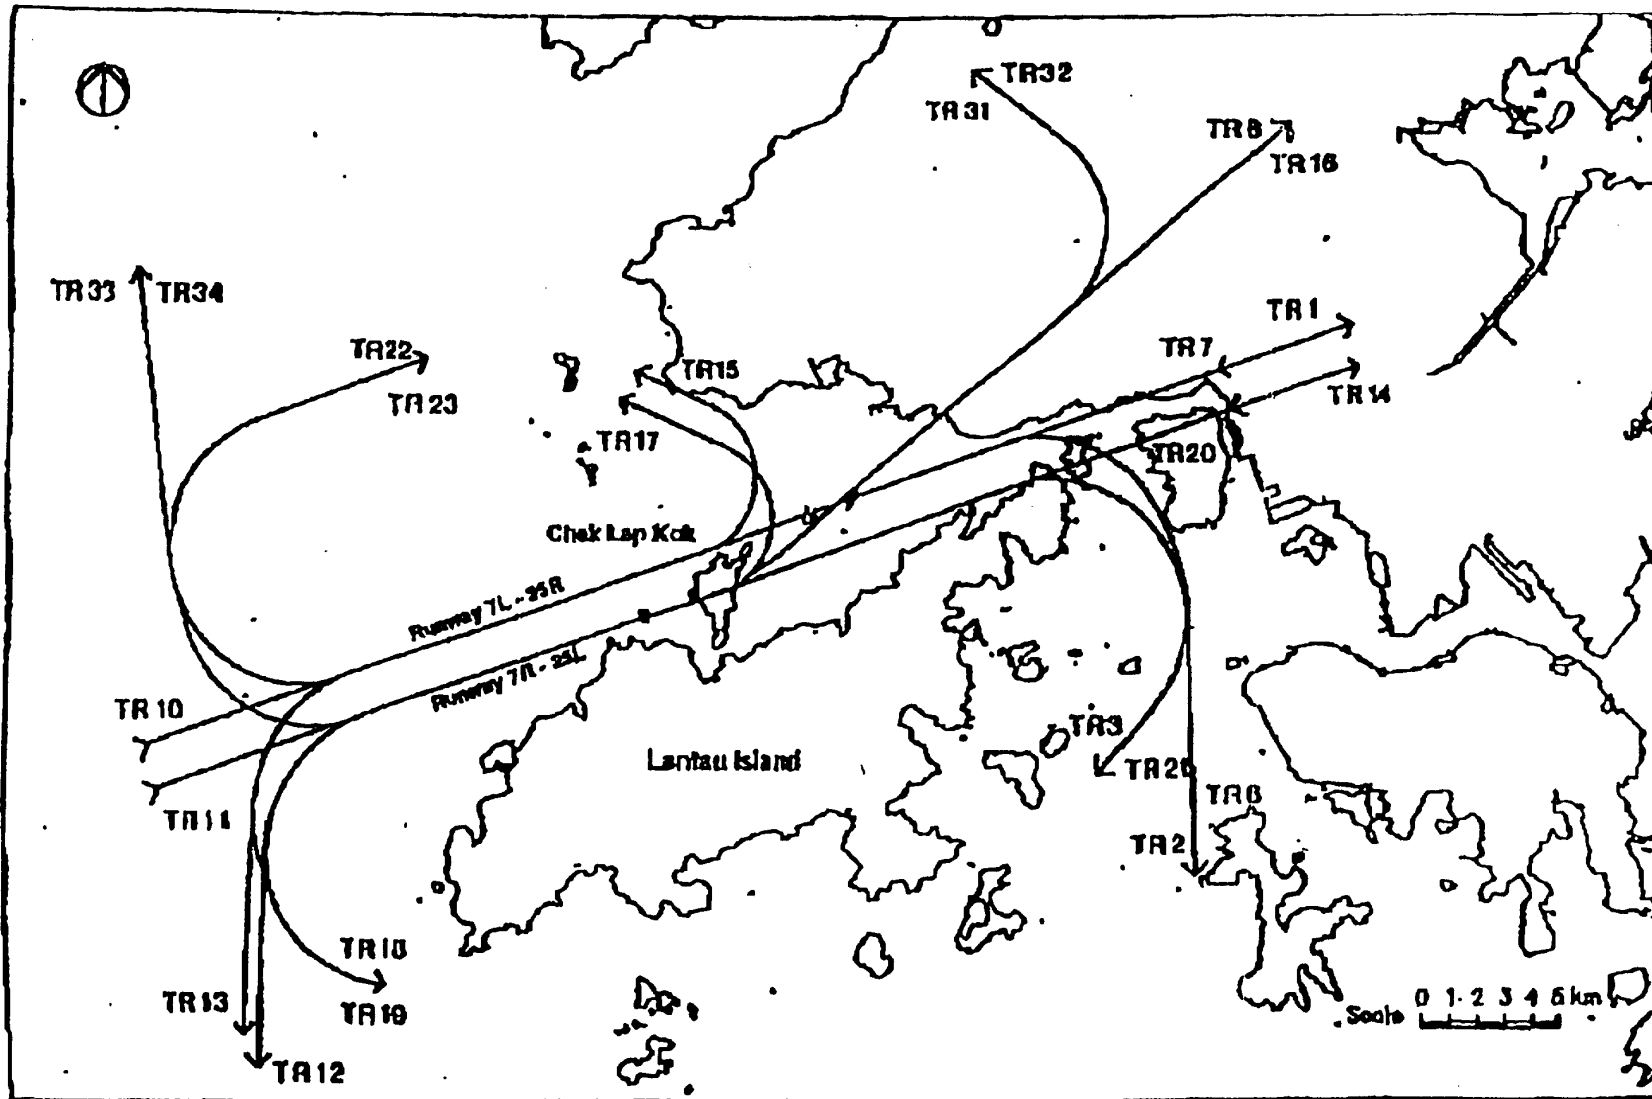 TR32
TR31
TR8
TR16
TR33
TR34
TR1
TR22
TR7
TR15
TR23
TR14
TR17
TR20
Chek Lap Kok
Runway 7L - 25R
Runway 7R - 25L
TR10
TR3
Lantau Island
TR21
TR6
TR11
TR2
TR18
TR13
TR19
0 1 2 3 4 5 km
Scale
TR12